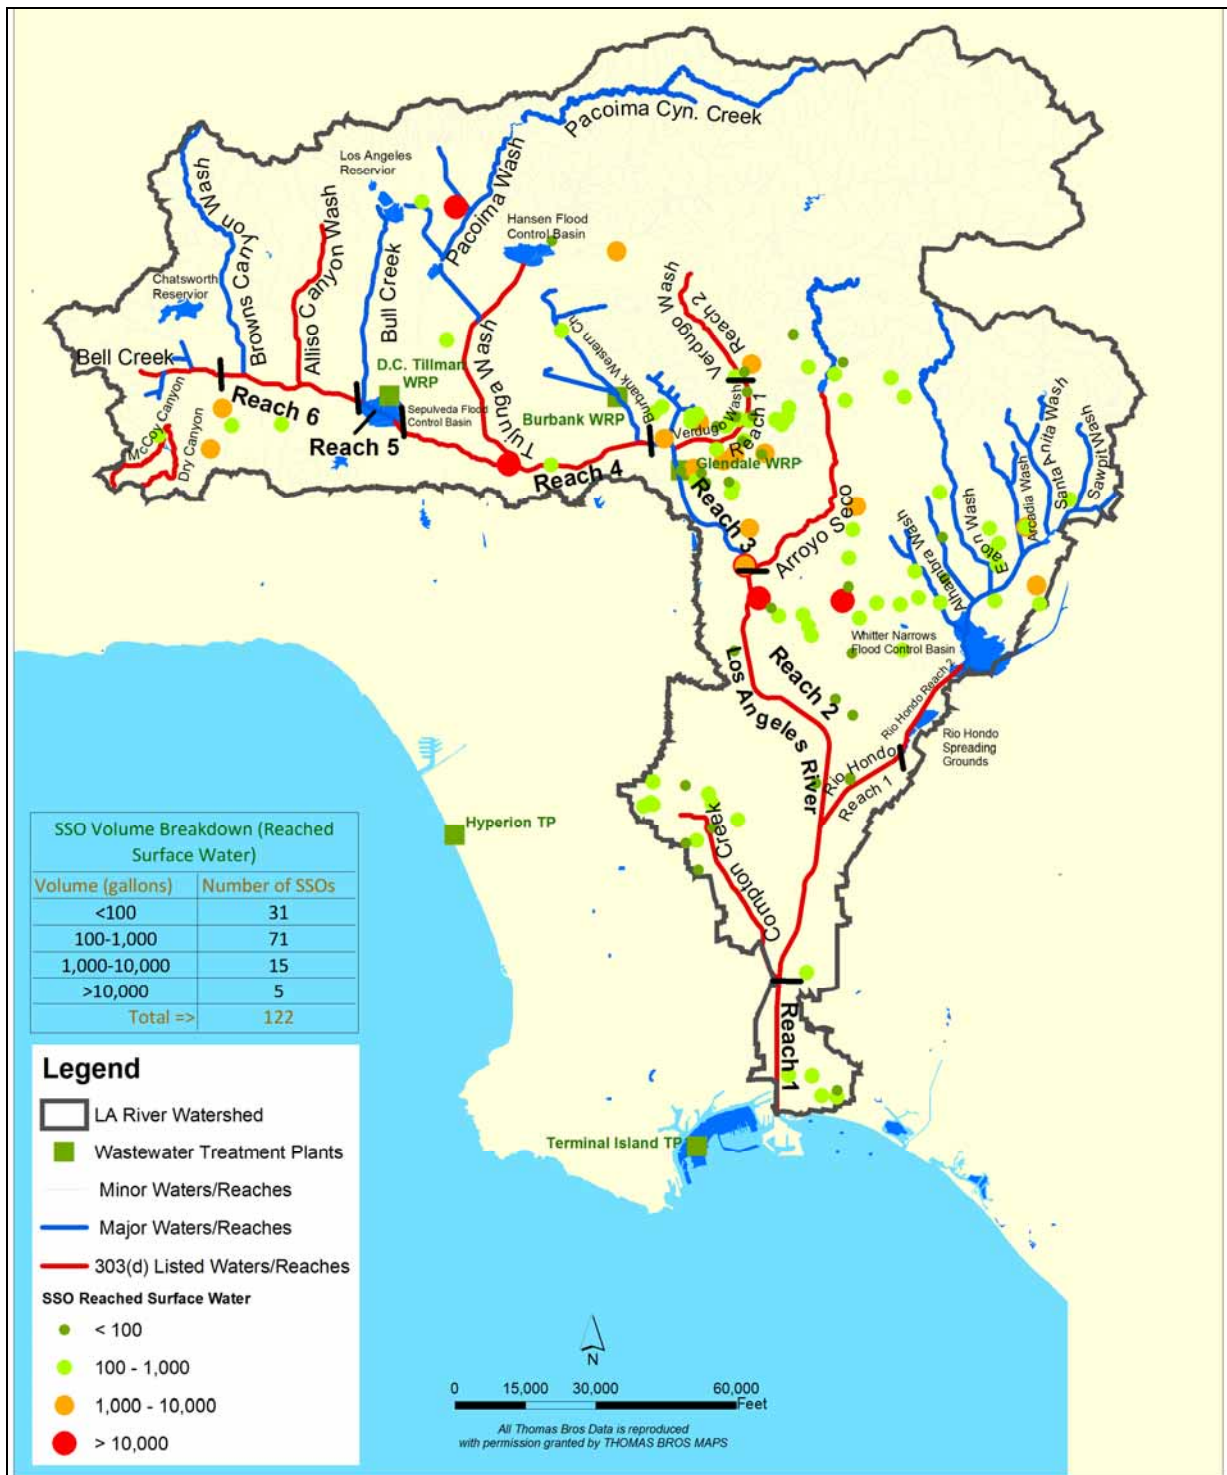 Pacoima Cyn. Creek
Los Angeles
Reservior
Browns Canyon Wash
Pacoima Wash
Hansen Flood
Control Basin
Alliso Canyon Wash
Bull Creek
Chatsworth
Reservior
Verdugo Wash
Reach 2
Bell Creek
D.C. Tillman
WRP
Tujunga Wash
Burbank Western Ch.
Burbank WRP
Verdugo Wash
Reach 1
McCoy Canyon
Dry Canyon
Reach 6
Sepulveda Flood
Control Basin
Reach 5
Reach 4
Glendale WRP
Reach 3
Arroyo Seco
Alhambra Wash
Eaton Wash
Arcadia Wash
Santa Anita Wash
Sawpit Wash
Whitter Narrows
Flood Control Basin
Reach 2
Los Angeles River
Rio Hondo Reach 2
Rio Hondo
Reach 1
Rio Hondo
Spreading
Grounds
Compton Creek
Hyperion TP
Reach 1
Terminal Island TP
SSO Volume Breakdown (Reached
Surface Water)
Volume (gallons) Number of SSOs
<100 31
100-1,000 71
1,000-10,000 15
>10,000 5
Total => 122
Legend
LA River Watershed
Wastewater Treatment Plants
Minor Waters/Reaches
Major Waters/Reaches
303(d) Listed Waters/Reaches
SSO Reached Surface Water
< 100
100 - 1,000
1,000 - 10,000
> 10,000
N
0 15,000 30,000 60,000
Feet
All Thomas Bros Data is reproduced
with permission granted by THOMAS BROS MAPS